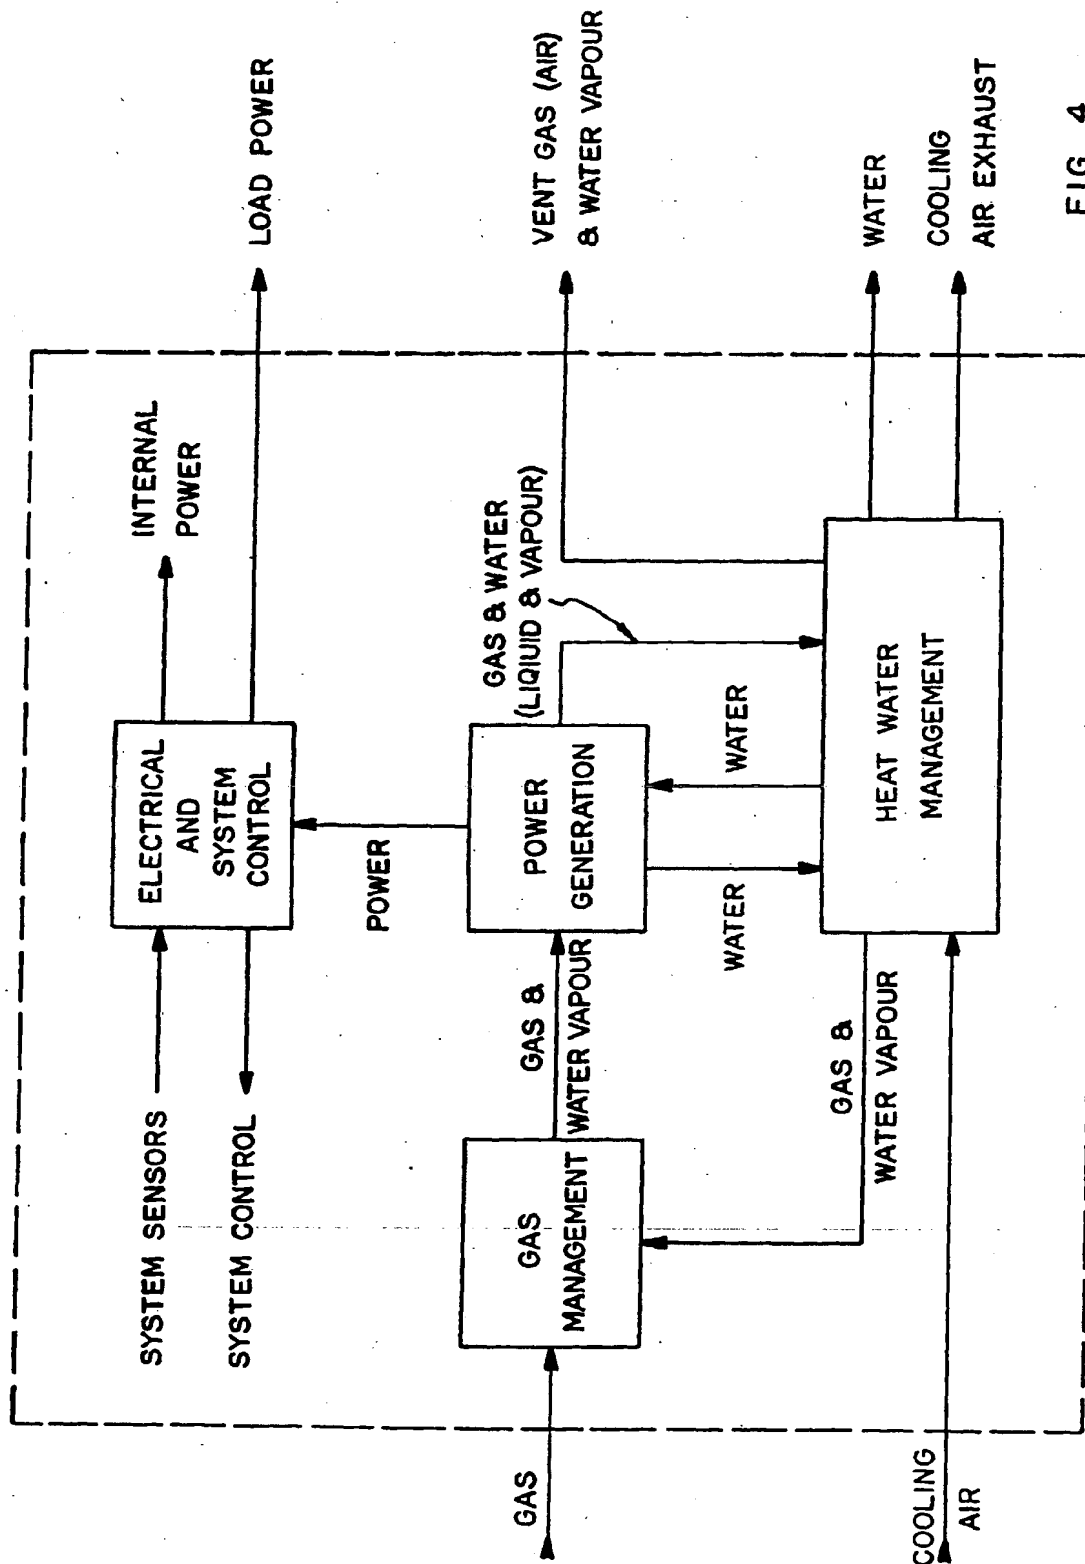 SYSTEM SENSORS
SYSTEM CONTROL
ELECTRICAL
AND
SYSTEM
CONTROL
INTERNAL
POWER
LOAD POWER
POWER
GAS
GAS
MANAGEMENT
GAS &
WATER VAPOUR
POWER
GENERATION
GAS & WATER
(LIQIUD & VAPOUR)
VENT GAS (AIR)
& WATER VAPOUR
WATER
WATER
GAS &
WATER VAPOUR
HEAT WATER
MANAGEMENT
WATER
COOLING
AIR EXHAUST
COOLING
AIR
FIG. 4